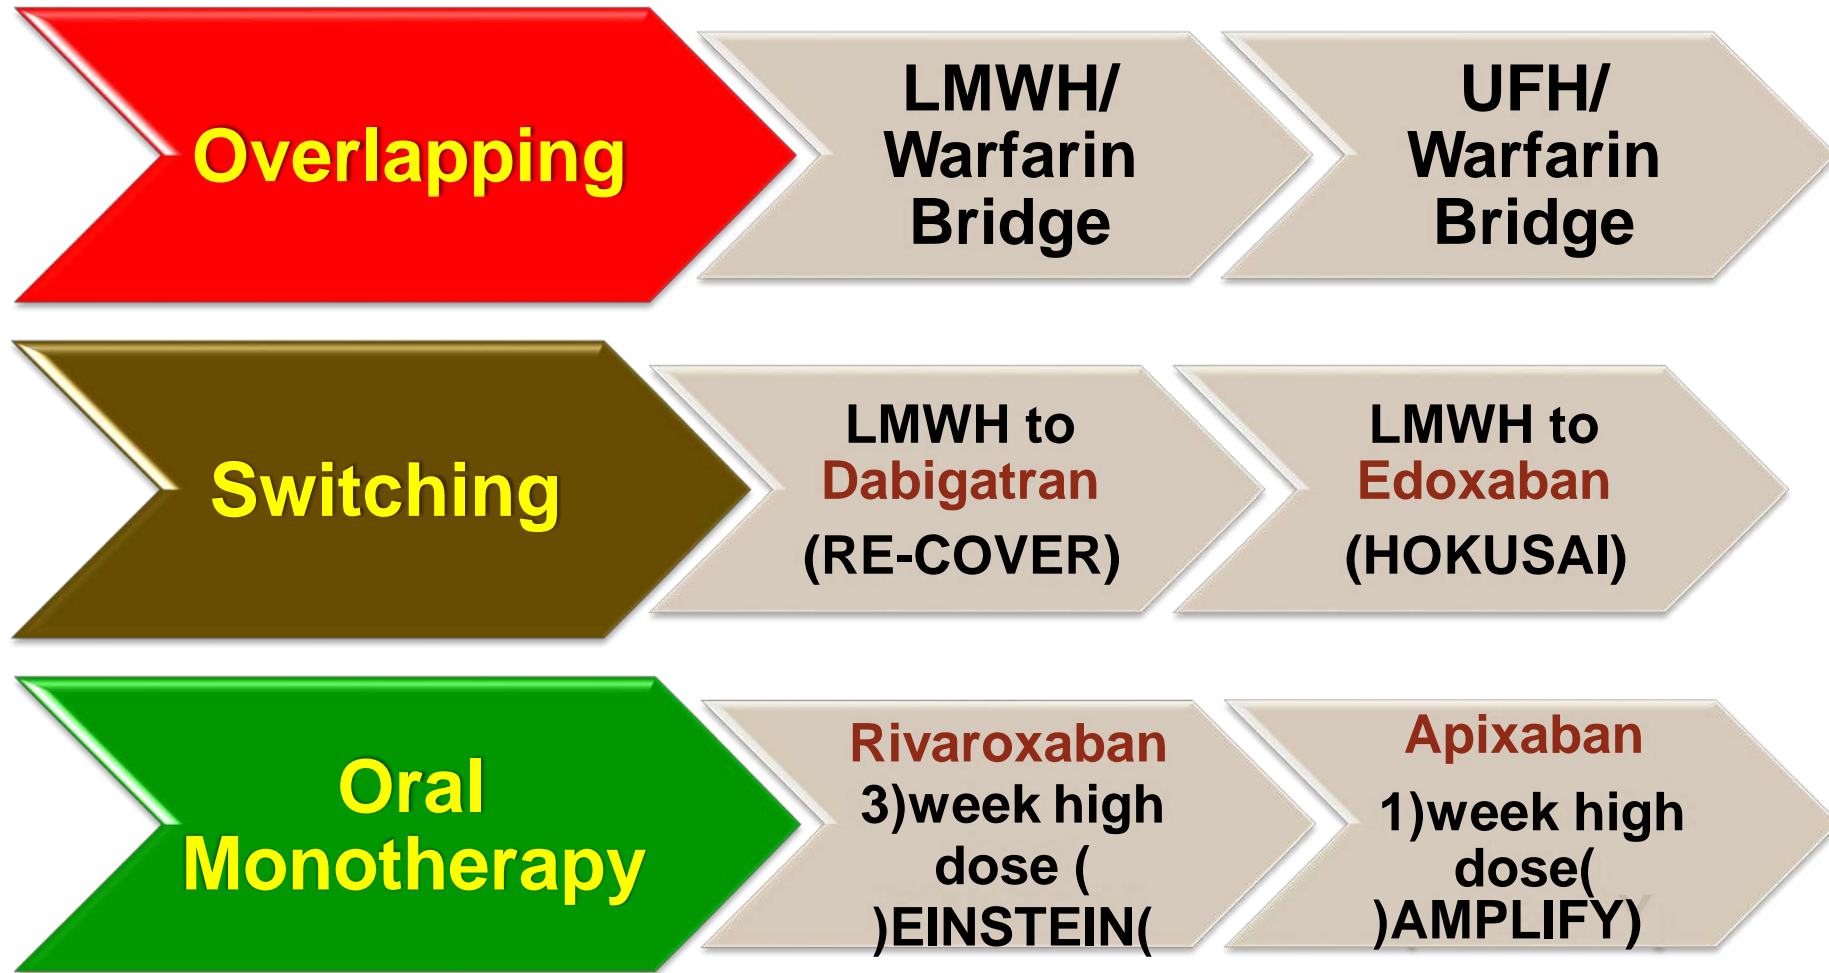 Overlapping
LMWH/
Warfarin
Bridge
UFH/
Warfarin
Bridge
Switching
LMWH to
Dabigatran
(RE-COVER)
LMWH to
Edoxaban
(HOKUSAI)
Oral
Monotherapy
Rivaroxaban
3)week high
dose (
)EINSTEIN(
Apixaban
1)week high
dose(
)AMPLIFY)